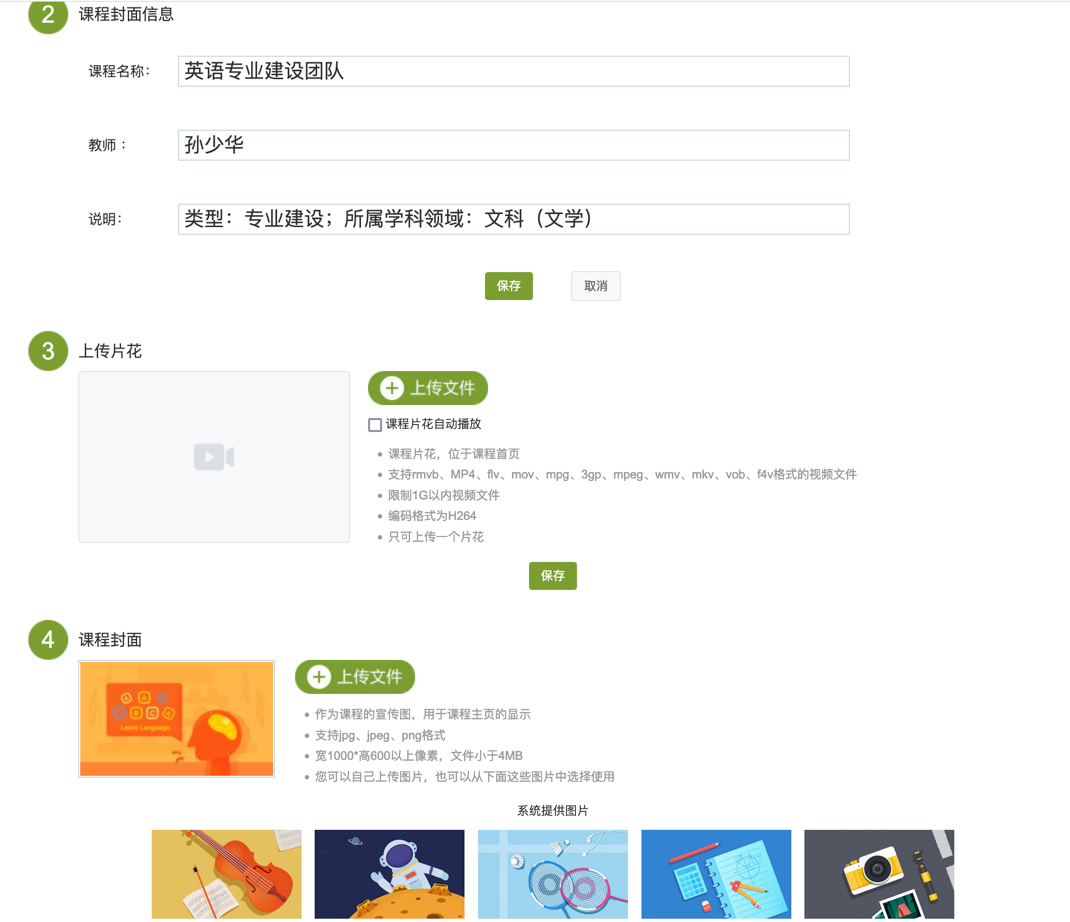 2 课程封面信息
课程名称： 英语专业建设团队
教师 ： 孙少华
说明： 类型：专业建设；所属学科领域：文科（文学）
保存 取消
3 上传片花
上传文件
课程片花自动播放
课程片花，位于课程首页
支持rmvb、MP4、flv、mov、mpg、3gp、mpeg、wmv、mkv、vob、f4v格式的视频文件
限制1G以内视频文件
编码格式为H264
只可上传一个片花
保存
4 课程封面
Learn Language
上传文件
作为课程的宣传图，用于课程主页的显示
支持jpg、jpeg、png格式
宽1000*高600以上像素，文件小于4MB
您可以自己上传图片，也可以从下面这些图片中选择使用
系统提供图片